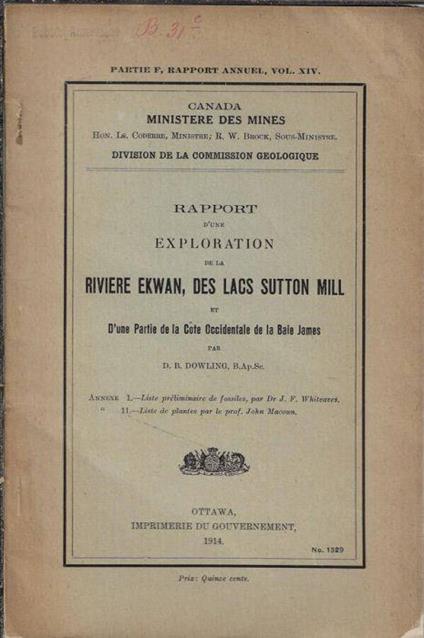 B. 31 c
PARTIE F, RAPPORT ANNUEL, VOL. XIV.
CANADA
MINISTERE DES MINES
HON. LS. CODERRE, MINISTRE; R. W. BROCK, SOUS-MINISTRE.
DIVISION DE LA COMMISSION GEOLOGIQUE
RAPPORT
D'UNE
EXPLORATION
DE LA
RIVIERE EKWAN, DES LACS SUTTON MILL
ET
D'une Partie de la Cote Occidentale de la Baie James
PAR
D. B. DOWLING, B.Ap.Sc.
ANNEXE 1.—Liste préliminaire de fossiles, par Dr J. F. Whiteaves.
" 11.—Liste de plantes par le prof. John Macoun.
OTTAWA,
IMPRIMERIE DU GOUVERNEMENT,
1914.
No. 1329
Prix: Quinze cents.